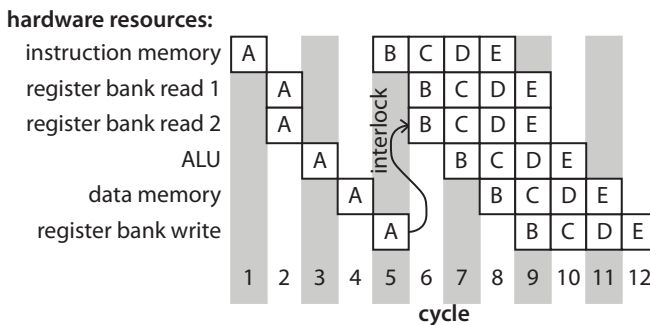 hardware resources:
instruction memory A B C D E
register bank read 1 A B C D E
register bank read 2 A B C D E
interlock
ALU A B C D E
data memory A B C D E
register bank write A B C D E
1 2 3 4 5 6 7 8 9 10 11 12
cycle